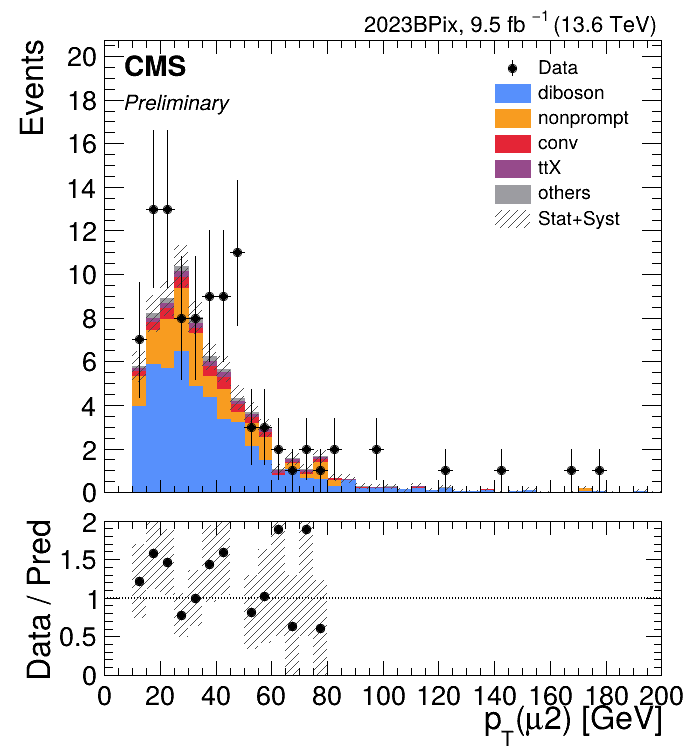 2023BPix, 9.5 fb⁻¹ (13.6 TeV)
CMS
Preliminary
Events
20
18
16
14
12
10
8
6
4
2
0
Data
diboson
nonprompt
conv
ttX
others
Stat+Syst
Data / Pred
2
1.5
1
0.5
0
0 20 40 60 80 100 120 140 160 180 200
p_T(μ2) [GeV]